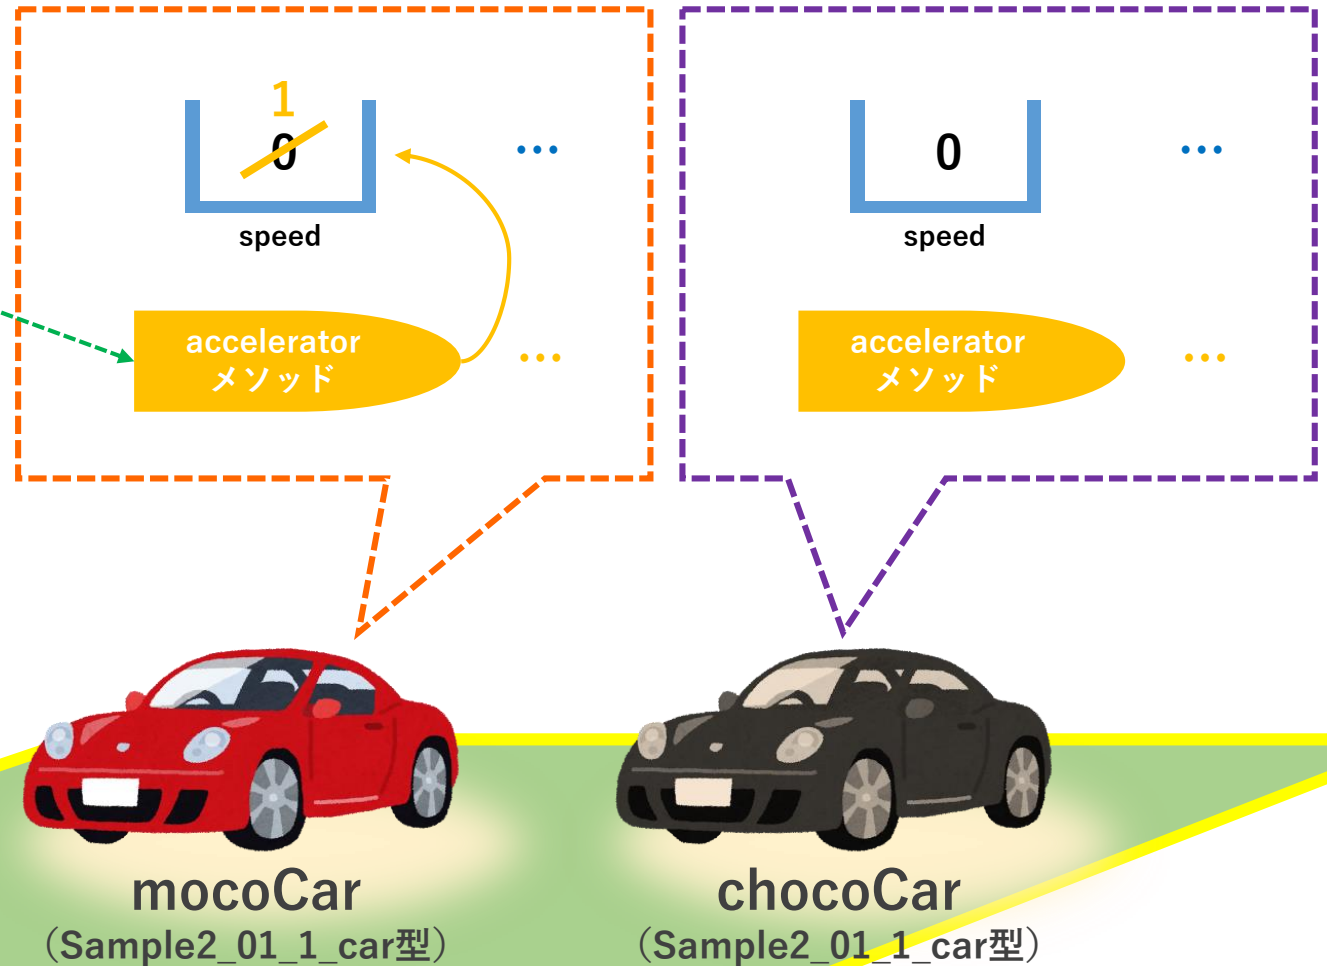 1
0
…
speed
accelerator
メソッド
…
0
…
speed
accelerator
メソッド
…
mocoCar
（Sample2_01_1_car型）
chocoCar
（Sample2_01_1_car型）